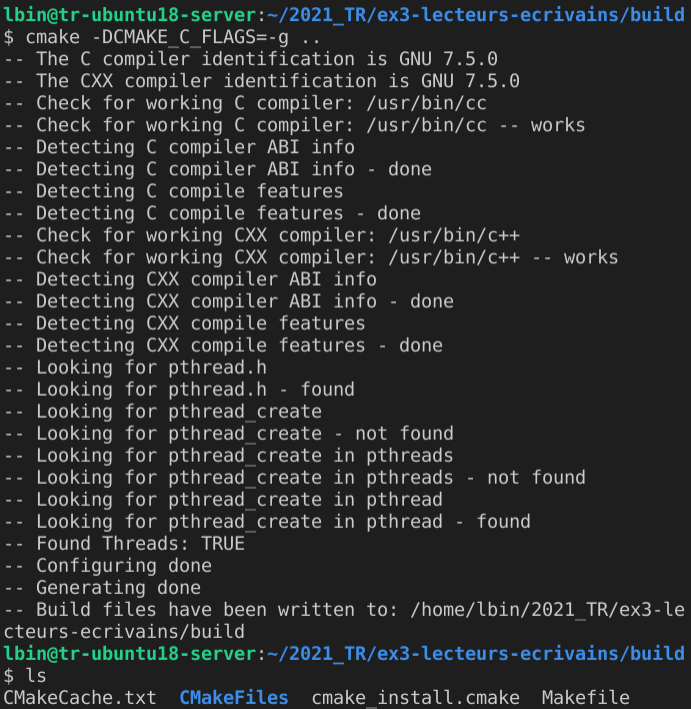 lbin@tr-ubuntu18-server:~/2021_TR/ex3-lecteurs-ecrivains/build
$ cmake -DCMAKE_C_FLAGS=-g ..
-- The C compiler identification is GNU 7.5.0
-- The CXX compiler identification is GNU 7.5.0
-- Check for working C compiler: /usr/bin/cc
-- Check for working C compiler: /usr/bin/cc -- works
-- Detecting C compiler ABI info
-- Detecting C compiler ABI info - done
-- Detecting C compile features
-- Detecting C compile features - done
-- Check for working CXX compiler: /usr/bin/c++
-- Check for working CXX compiler: /usr/bin/c++ -- works
-- Detecting CXX compiler ABI info
-- Detecting CXX compiler ABI info - done
-- Detecting CXX compile features
-- Detecting CXX compile features - done
-- Looking for pthread.h
-- Looking for pthread.h - found
-- Looking for pthread_create
-- Looking for pthread_create - not found
-- Looking for pthread_create in pthreads
-- Looking for pthread_create in pthreads - not found
-- Looking for pthread_create in pthread
-- Looking for pthread_create in pthread - found
-- Found Threads: TRUE
-- Configuring done
-- Generating done
-- Build files have been written to: /home/lbin/2021_TR/ex3-le
cteurs-ecrivains/build
lbin@tr-ubuntu18-server:~/2021_TR/ex3-lecteurs-ecrivains/build
$ ls
CMakeCache.txt  CMakeFiles  cmake_install.cmake  Makefile